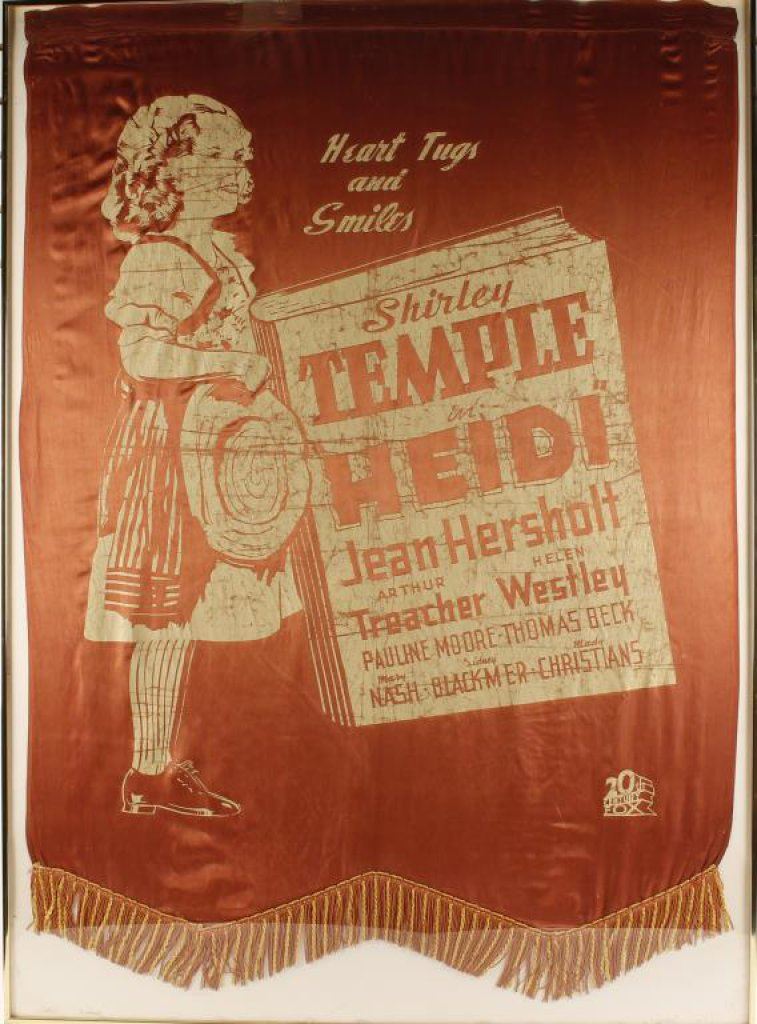 Heart Tugs
and
Smiles
Shirley
TEMPLE
in
"HEIDI"
Jean Hersholt
ARTHUR HELEN
Treacher Westley
PAULINE MOORE · THOMAS BECK
Mary Sidney Mady
NASH · BLACKMER · CHRISTIANS
20th
CENTURY
FOX